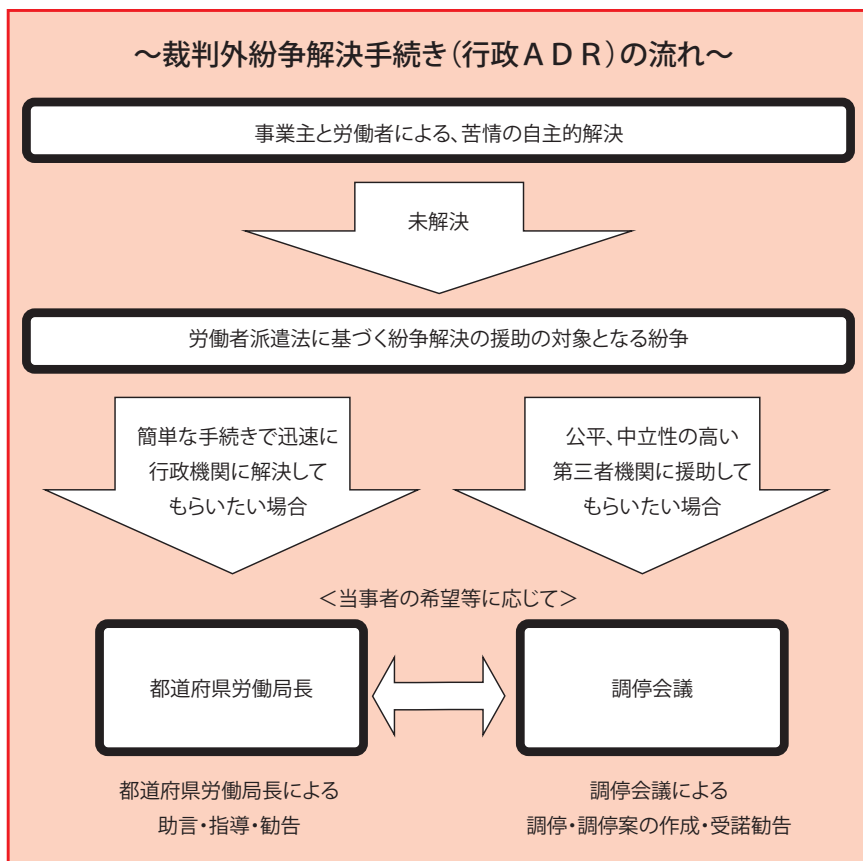 ～裁判外紛争解決手続き(行政ＡＤＲ)の流れ～
事業主と労働者による、苦情の自主的解決
未解決
労働者派遣法に基づく紛争解決の援助の対象となる紛争
簡単な手続きで迅速に
行政機関に解決して
もらいたい場合
公平、中立性の高い
第三者機関に援助して
もらいたい場合
＜当事者の希望等に応じて＞
都道府県労働局長
調停会議
都道府県労働局長による
助言・指導・勧告
調停会議による
調停・調停案の作成・受諾勧告